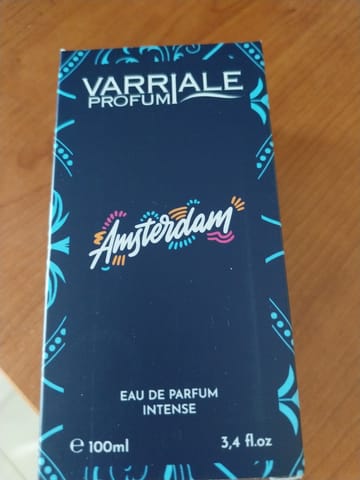 VARRIALE
PROFUMI
Amsterdam
EAU DE PARFUM
INTENSE
℮ 100ml 3,4 fl.oz